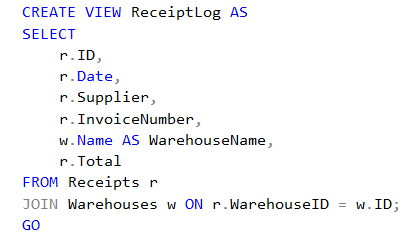 CREATE VIEW ReceiptLog AS
SELECT
    r.ID,
    r.Date,
    r.Supplier,
    r.InvoiceNumber,
    w.Name AS WarehouseName,
    r.Total
FROM Receipts r
JOIN Warehouses w ON r.WarehouseID = w.ID;
GO